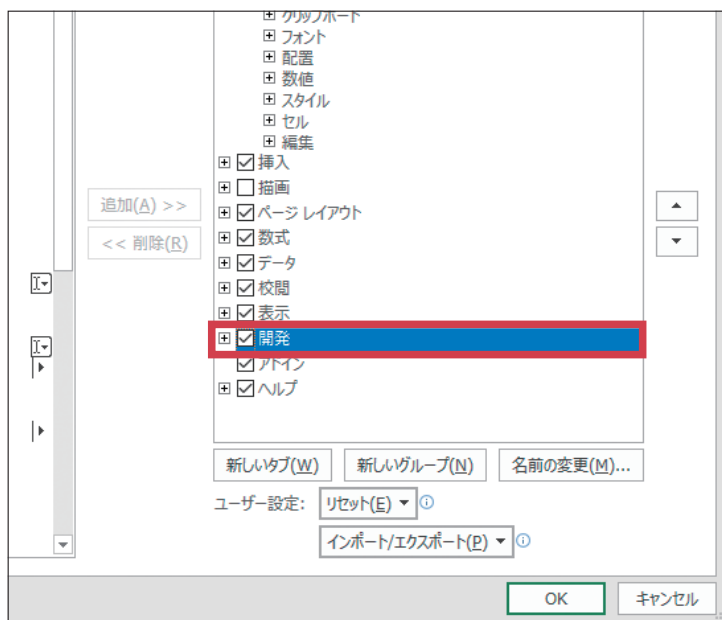 クリップボード
フォント
配置
数値
スタイル
セル
編集
挿入
描画
追加(A) >>
ページ レイアウト
<< 削除(R)
数式
データ
校閲
表示
開発
アドイン
ヘルプ
新しいタブ(W) 新しいグループ(N) 名前の変更(M)...
ユーザー設定: リセット(E)
インポート/エクスポート(P)
OK キャンセル